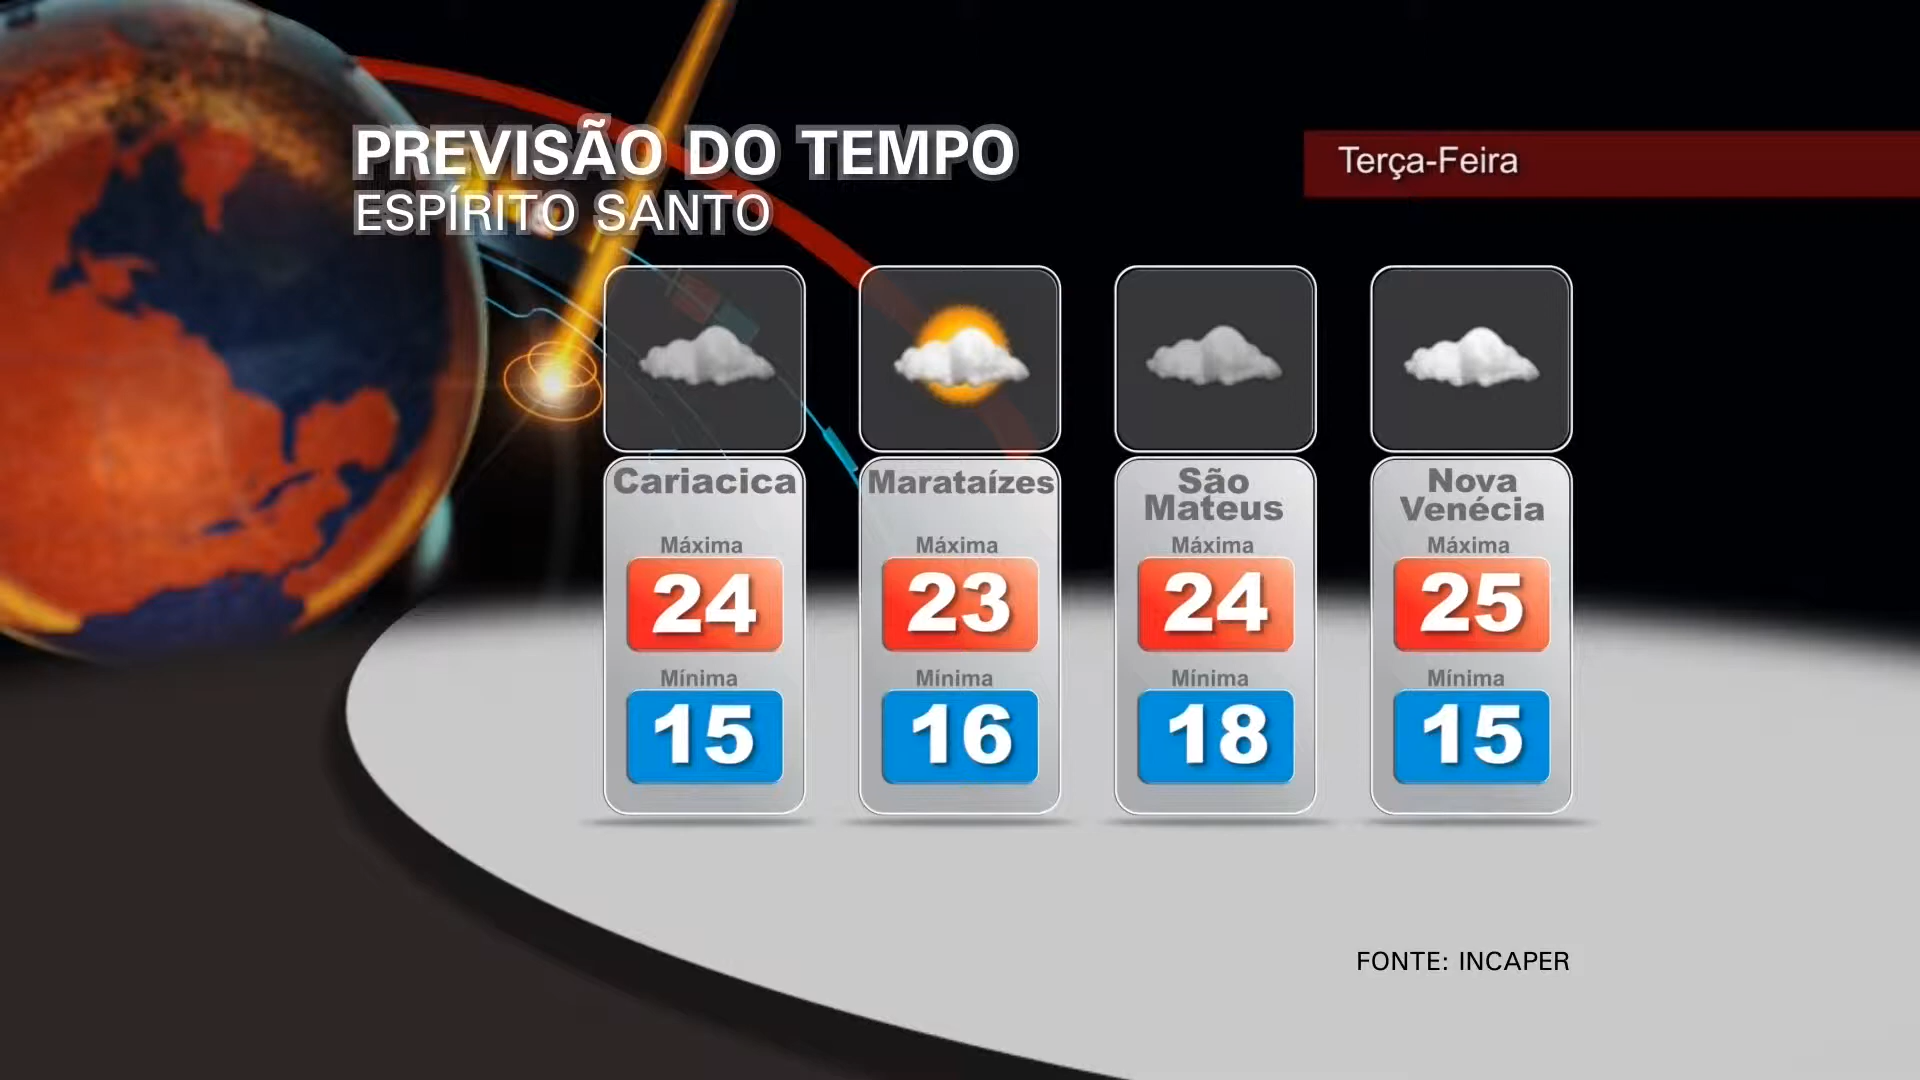 PREVISÃO DO TEMPO
ESPÍRITO SANTO
Terça-Feira
Cariacica
Máxima
24
Mínima
15
Marataízes
Máxima
23
Mínima
16
São
Mateus
Máxima
24
Mínima
18
Nova
Venécia
Máxima
25
Mínima
15
FONTE: INCAPER